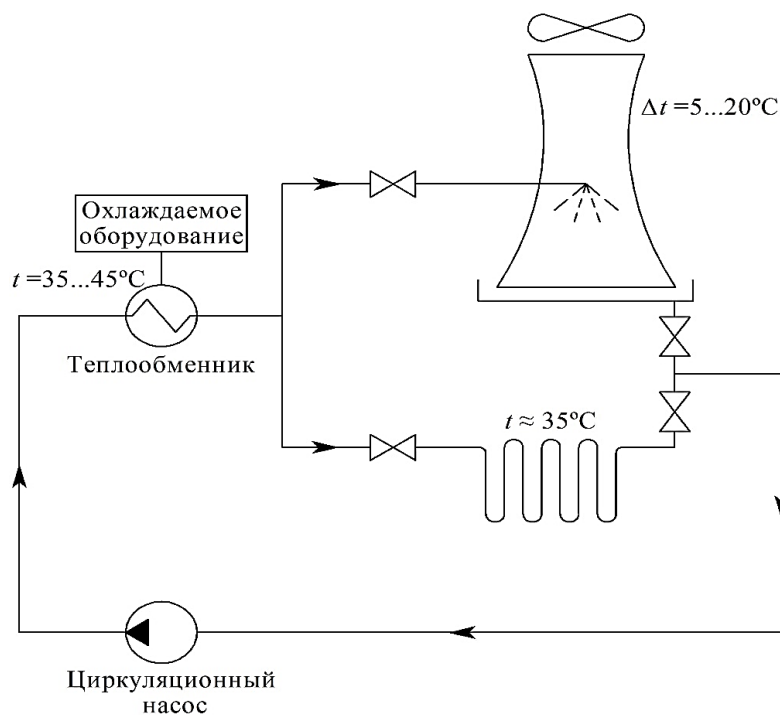 Δt =5...20ºC
Охлаждаемое
оборудование
t =35...45ºC
Теплообменник
t ≈ 35ºC
Циркуляционный
насос